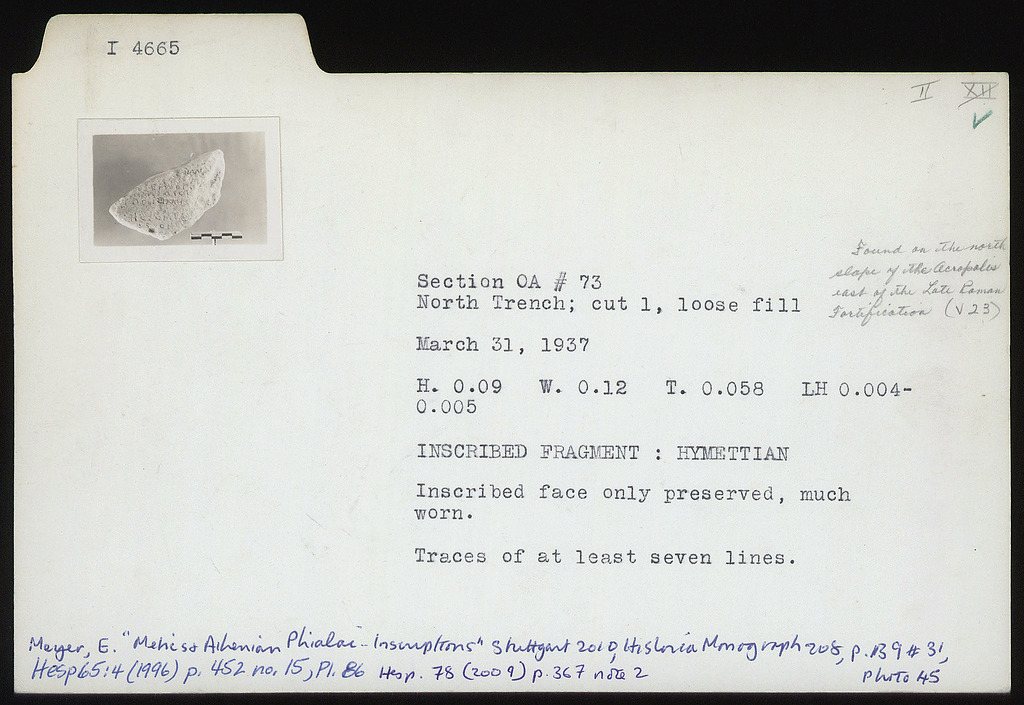 I 4665
II XII
Found on the north
slope of the Acropolis
east of the Late Roman
Fortification (V 23)
Section OA # 73
North Trench; cut 1, loose fill
March 31, 1937
H. 0.09 W. 0.12 T. 0.058 LH 0.004-
0.005
INSCRIBED FRAGMENT : HYMETTIAN
Inscribed face only preserved, much
worn.
Traces of at least seven lines.
Meyer, E. "Metics & Athenian Phialai - Inscriptions" Stuttgart 2010, Historia Monograph 208, p. 139 # 31,
Hesp 65:4 (1996) p. 452 no. 15, Pl. 86 Hesp. 78 (2009) p. 367 note 2 Photo 45